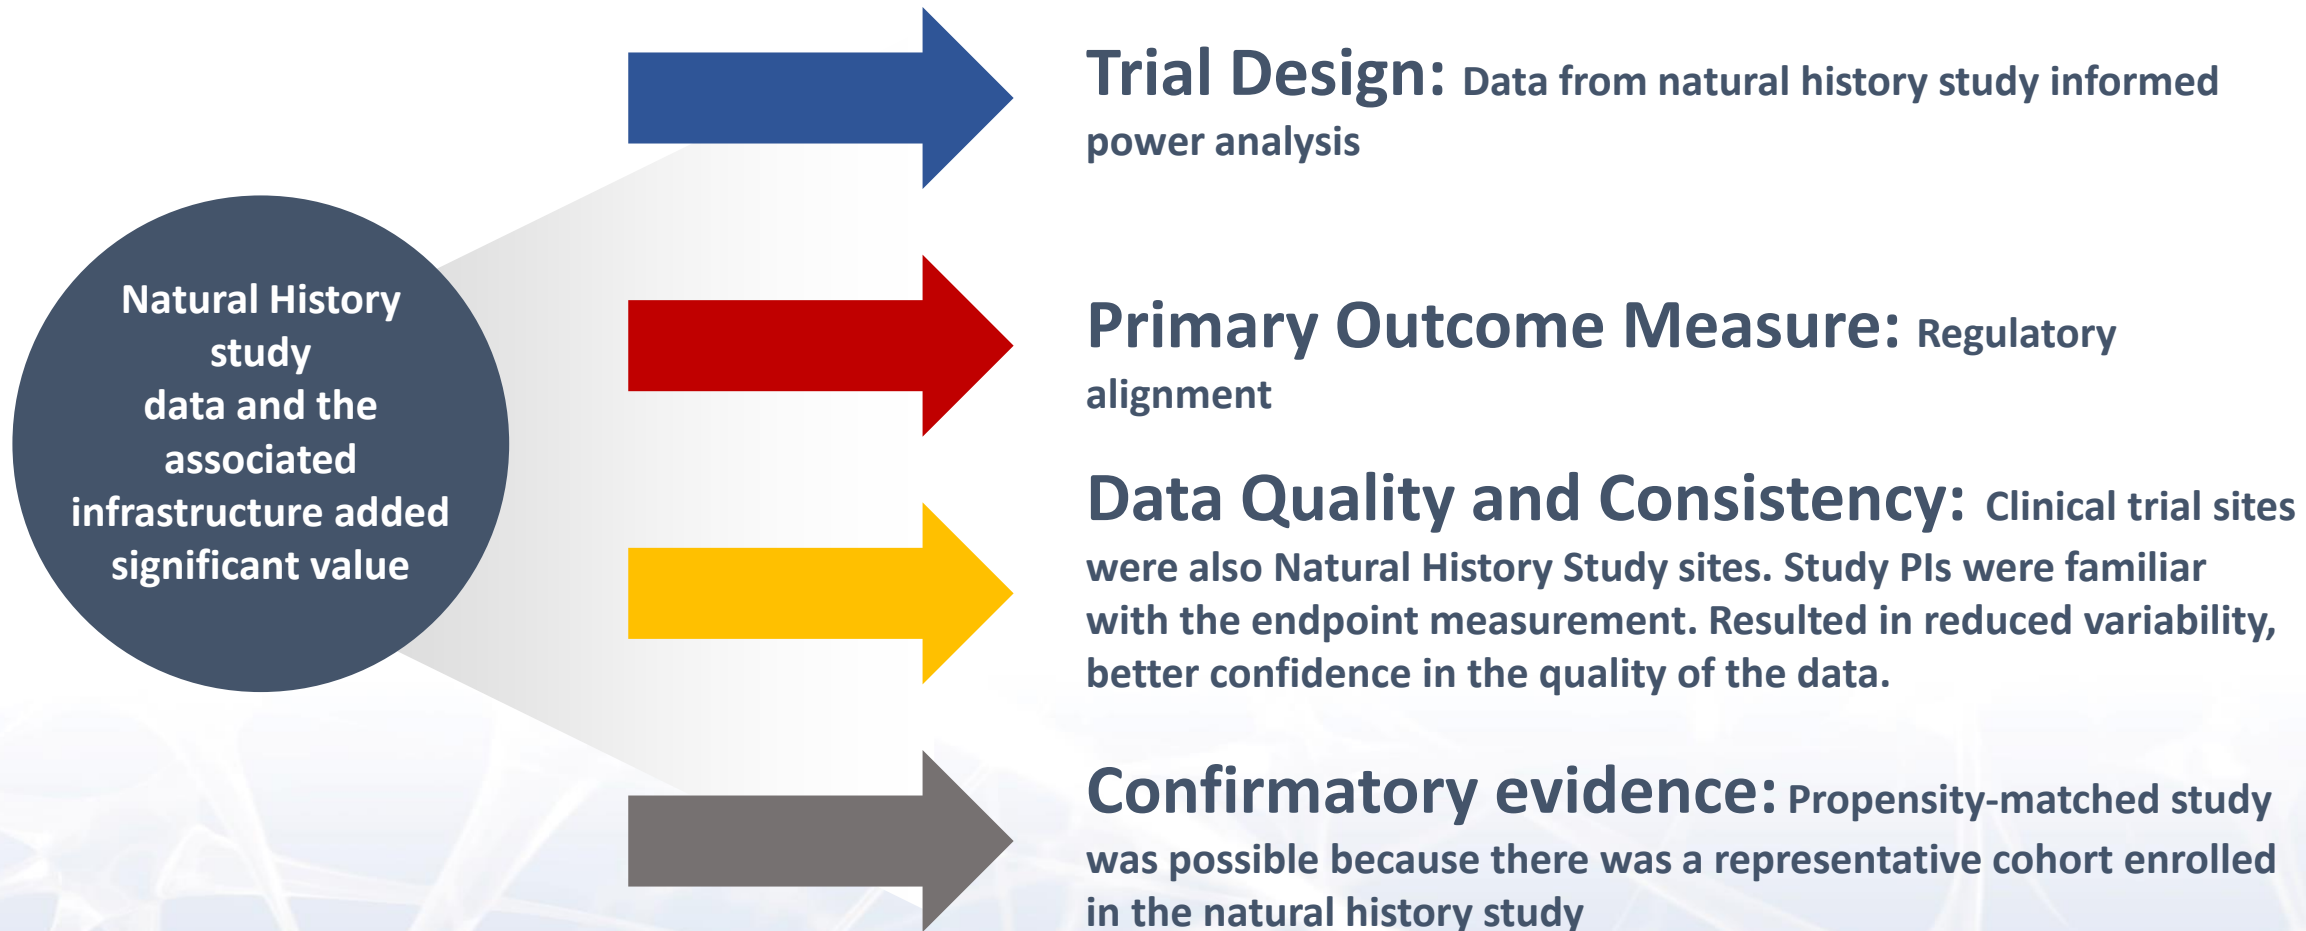 Natural History
study
data and the
associated
infrastructure added
significant value
Trial Design: Data from natural history study informed
power analysis
Primary Outcome Measure: Regulatory
alignment
Data Quality and Consistency: Clinical trial sites
were also Natural History Study sites. Study PIs were familiar
with the endpoint measurement. Resulted in reduced variability,
better confidence in the quality of the data.
Confirmatory evidence: Propensity-matched study
was possible because there was a representative cohort enrolled
in the natural history study